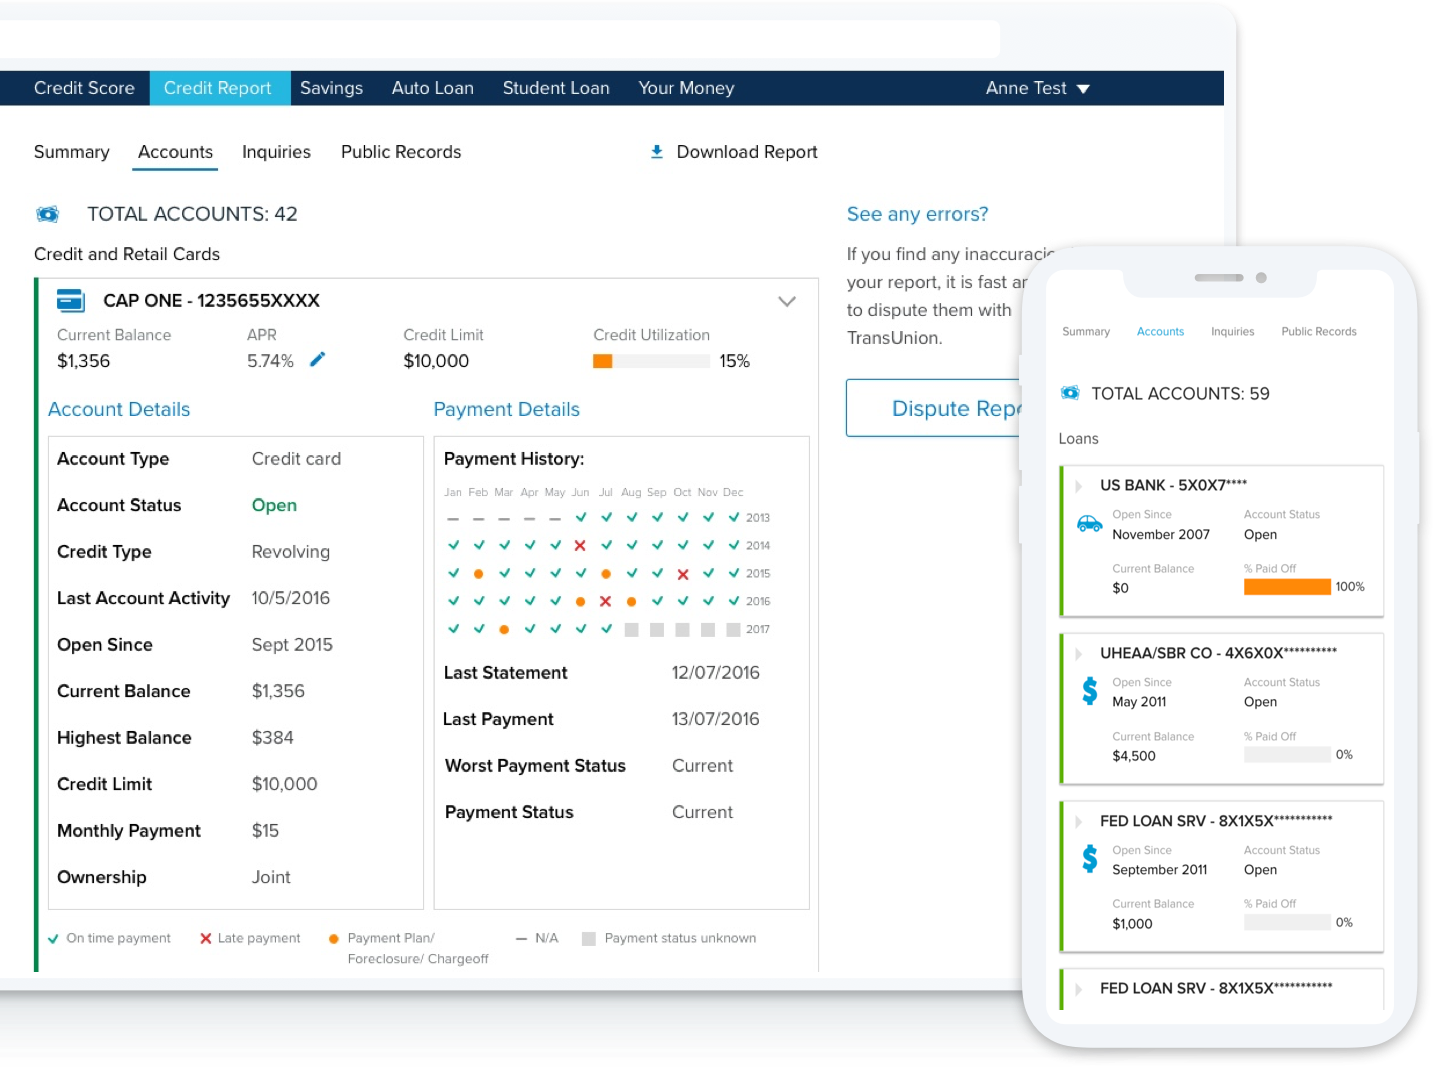 Credit Score Credit Report Savings Auto Loan Student Loan Your Money Anne Test
Summary Accounts Inquiries Public Records Download Report
TOTAL ACCOUNTS: 42
Credit and Retail Cards
CAP ONE - 1235655XXXX
Current Balance APR Credit Limit Credit Utilization
$1,356 5.74% $10,000 15%
Account Details
Account Type Credit card
Account Status Open
Credit Type Revolving
Last Account Activity 10/5/2016
Open Since Sept 2015
Current Balance $1,356
Highest Balance $384
Credit Limit $10,000
Monthly Payment $15
Ownership Joint
Payment Details
Payment History:
Jan Feb Mar Apr May Jun Jul Aug Sep Oct Nov Dec
2013
2014
2015
2016
2017
Last Statement 12/07/2016
Last Payment 13/07/2016
Worst Payment Status Current
Payment Status Current
On time payment Late payment Payment Plan/ N/A Payment status unknown
Foreclosure/ Chargeoff
See any errors?
If you find any
your report, it is fast
to dispute them with
TransUnion.
Dispute
Summary Accounts Inquiries Public Records
TOTAL ACCOUNTS: 59
Loans
US BANK - 5X0X7****
Open Since Account Status
November 2007 Open
Current Balance % Paid Off
$0 100%
UHEAA/SBR CO - 4X6X0X**********
Open Since Account Status
May 2011 Open
Current Balance % Paid Off
$4,500 0%
FED LOAN SRV - 8X1X5X***********
Open Since Account Status
September 2011 Open
Current Balance % Paid Off
$1,000 0%
FED LOAN SRV - 8X1X5X***********